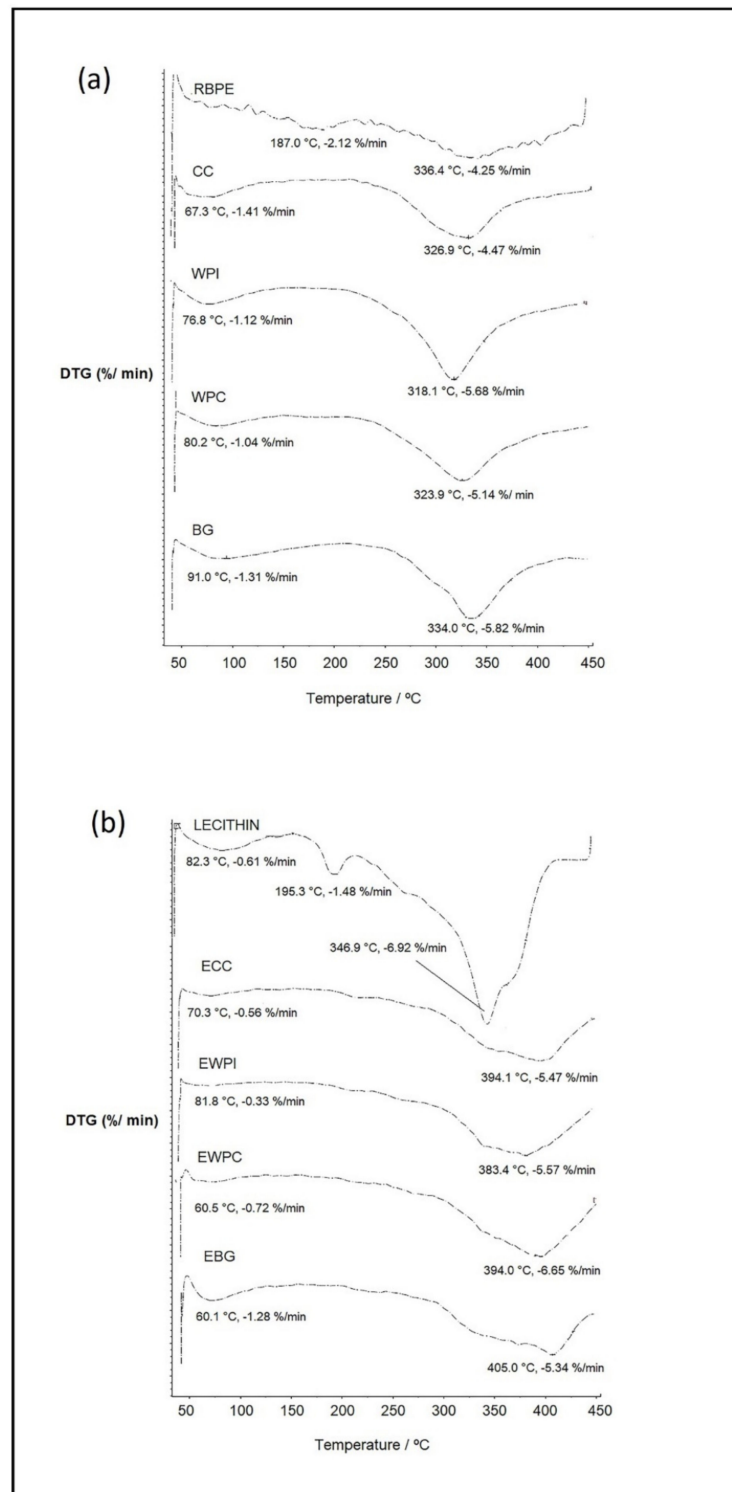 (a)
RBPE
187.0 °C, -2.12 %/min
336.4 °C, -4.25 %/min
CC
67.3 °C, -1.41 %/min
326.9 °C, -4.47 %/min
WPI
76.8 °C, -1.12 %/min
318.1 °C, -5.68 %/min
DTG (%/ min)
WPC
80.2 °C, -1.04 %/min
323.9 °C, -5.14 %/ min
BG
91.0 °C, -1.31 %/min
334.0 °C, -5.82 %/min
50 100 150 200 250 300 350 400 450
Temperature / ºC
(b)
LECITHIN
82.3 °C, -0.61 %/min
195.3 °C, -1.48 %/min
346.9 °C, -6.92 %/min
ECC
70.3 °C, -0.56 %/min
394.1 °C, -5.47 %/min
EWPI
81.8 °C, -0.33 %/min
DTG (%/ min)
383.4 °C, -5.57 %/min
EWPC
60.5 °C, -0.72 %/min
394.0 °C, -6.65 %/min
EBG
60.1 °C, -1.28 %/min
405.0 °C, -5.34 %/min
50 100 150 200 250 300 350 400 450
Temperature / ºC